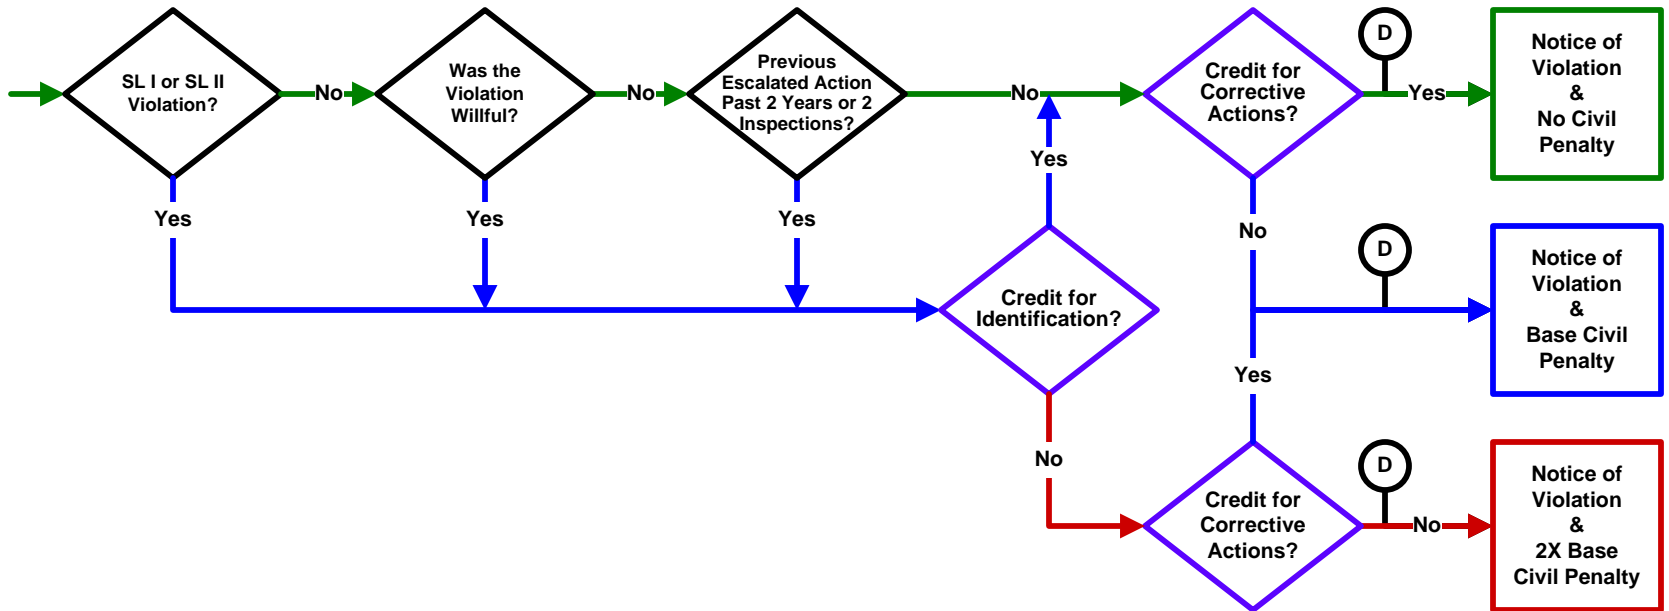 SL I or SL II
Violation?
No
Was the
Violation
Willful?
No
Previous
Escalated Action
Past 2 Years or 2
Inspections?
No
Credit for
Corrective
Actions?
D
Yes
Notice of
Violation
&
No Civil
Penalty
Yes
Yes
Yes
Yes
Credit for
Identification?
No
No
D
Notice of
Violation
&
Base Civil
Penalty
Yes
Credit for
Corrective
Actions?
D
No
Notice of
Violation
&
2X Base
Civil Penalty